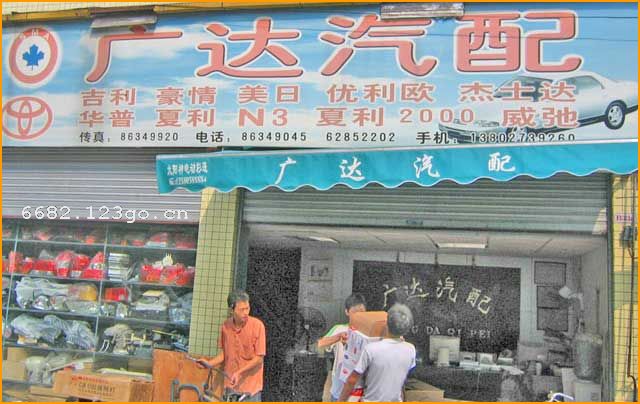 广达汽配
吉利 豪情 美日 优利欧 杰士达
华普 夏利 N3 夏利 2000 威弛
传真: 86349920 电话: 86349045 62852202 手机: 13802739260
广达汽配
6682.123go.cn
广达汽配
GUANG DA QI PEI